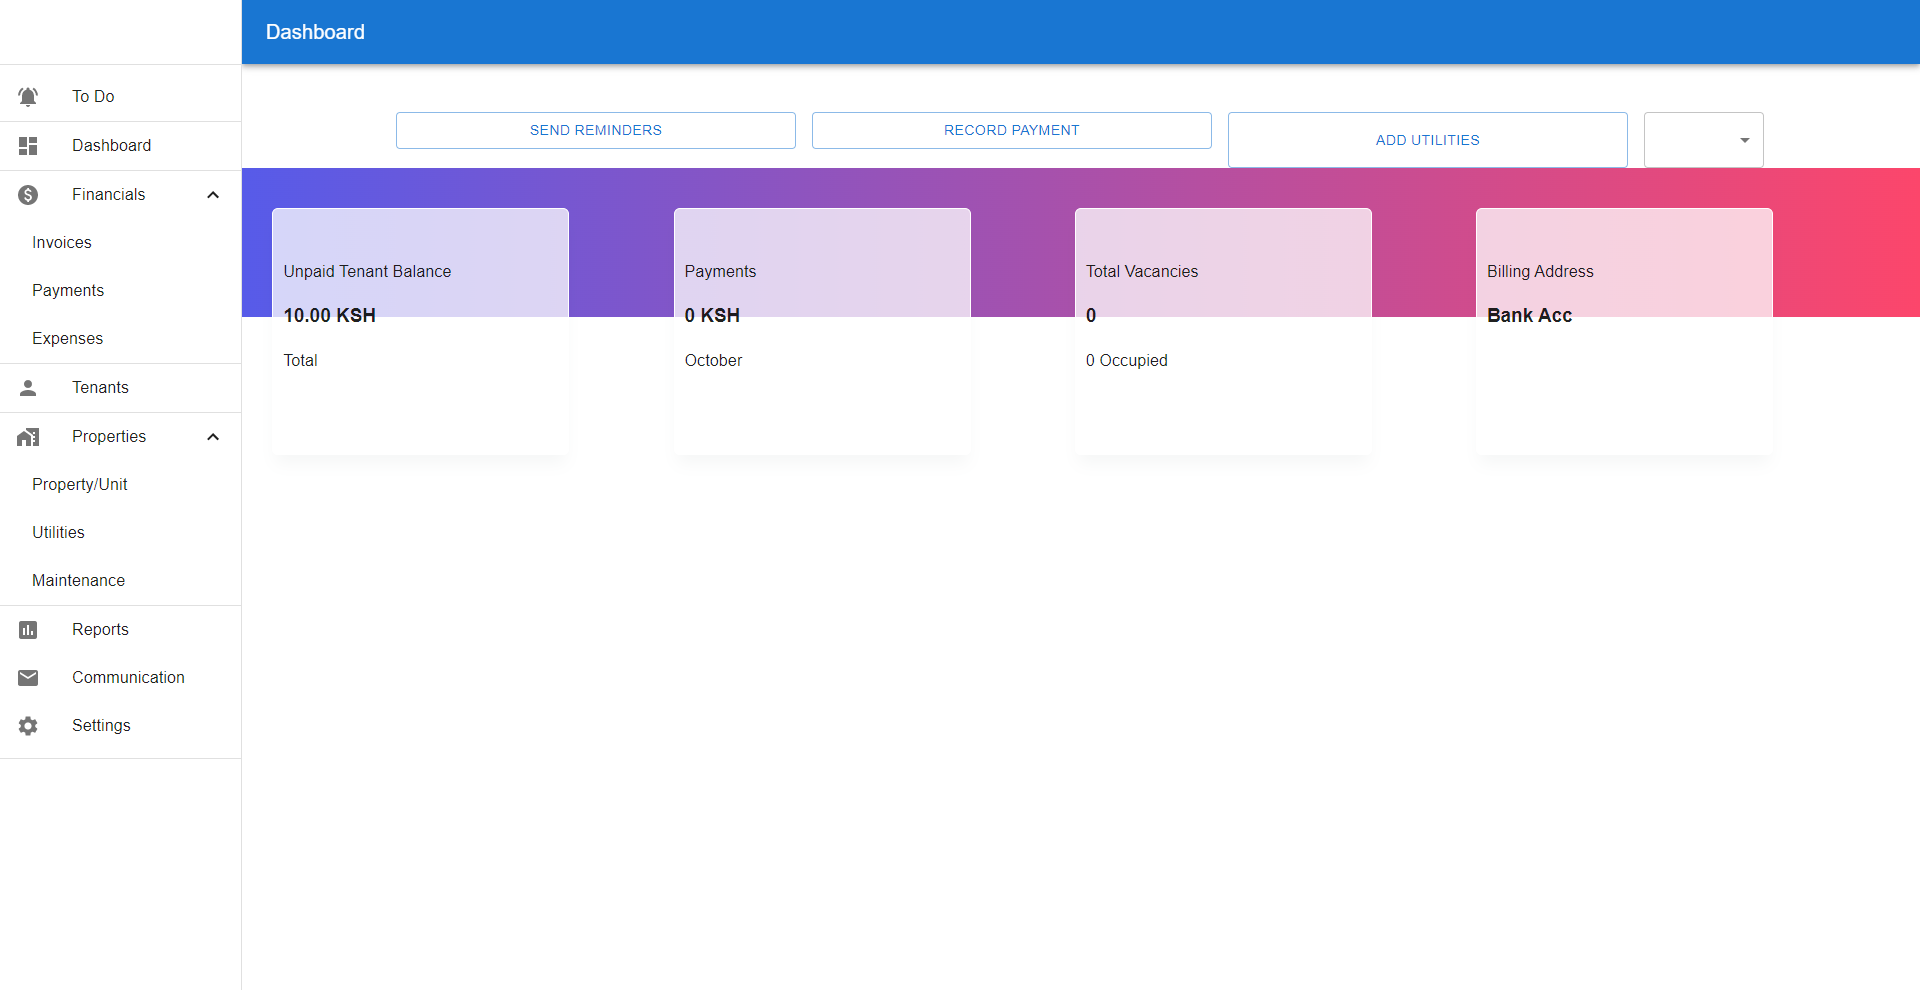 Dashboard
To Do
Dashboard
Financials
Invoices
Payments
Expenses
Tenants
Properties
Property/Unit
Utilities
Maintenance
Reports
Communication
Settings
SEND REMINDERS
RECORD PAYMENT
ADD UTILITIES
Unpaid Tenant Balance
10.00 KSH
Total
Payments
0 KSH
October
Total Vacancies
0
0 Occupied
Billing Address
Bank Acc